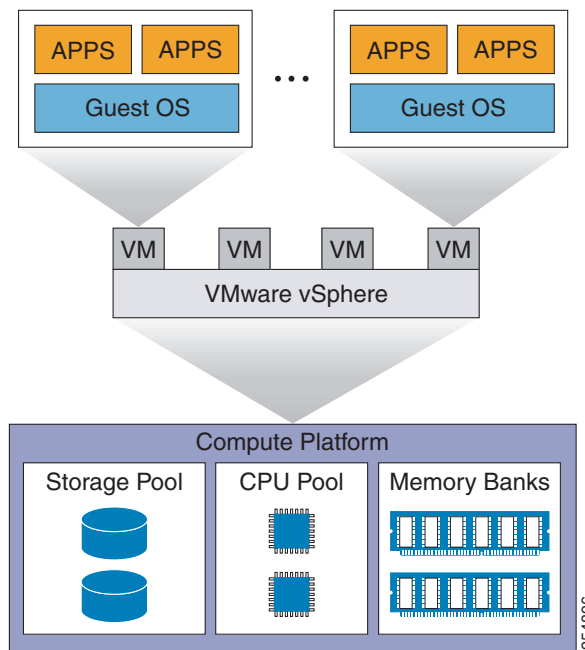 APPS APPS ... APPS APPS
Guest OS Guest OS
VM VM VM VM
VMware vSphere
Compute Platform
Storage Pool CPU Pool Memory Banks